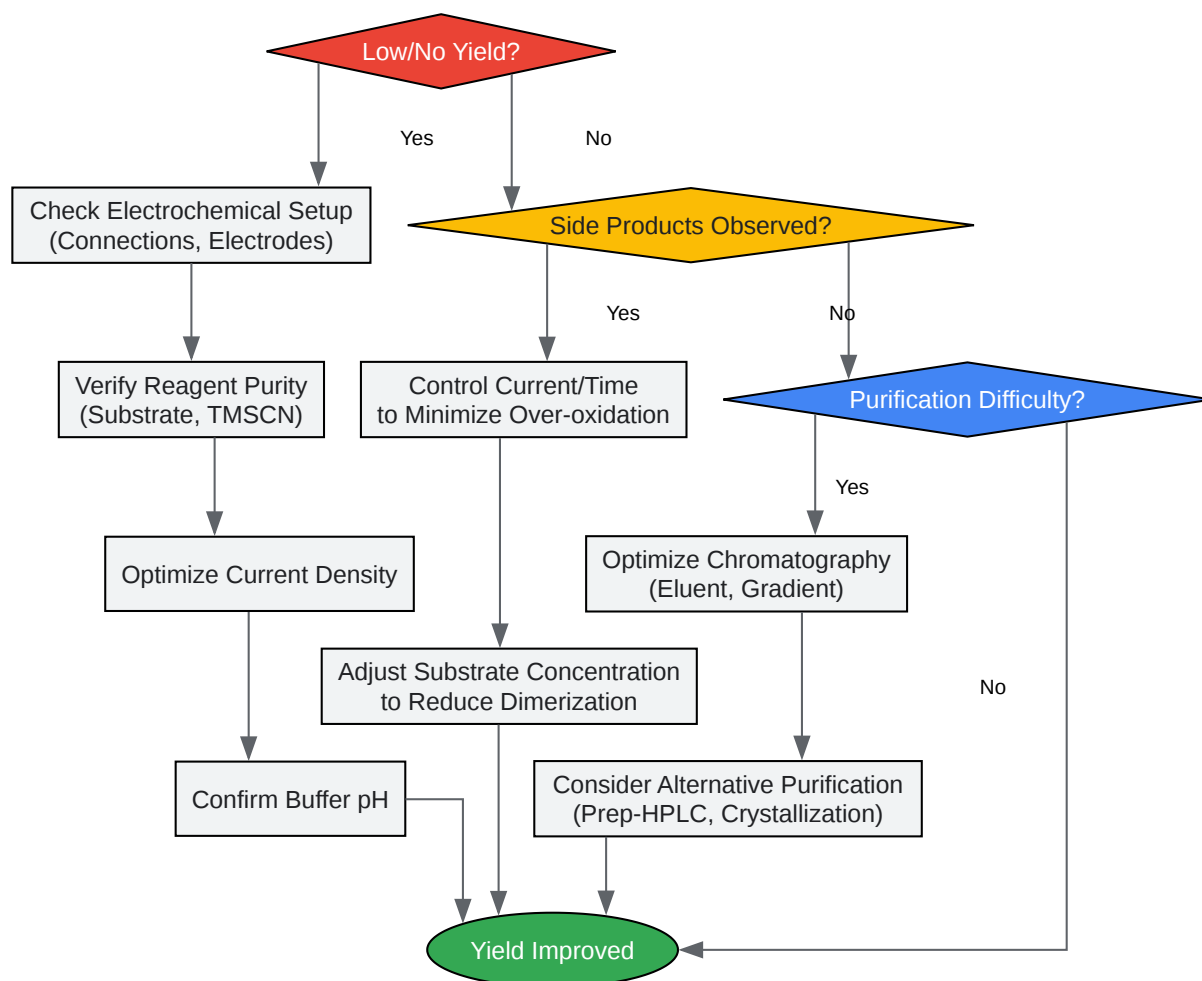 Low/No Yield?
Yes
No
Check Electrochemical Setup
(Connections, Electrodes)
Side Products Observed?
Yes
No
Verify Reagent Purity
(Substrate, TMSCN)
Control Current/Time
to Minimize Over-oxidation
Purification Difficulty?
Yes
Optimize Current Density
Optimize Chromatography
(Eluent, Gradient)
Adjust Substrate Concentration
to Reduce Dimerization
No
Confirm Buffer pH
Consider Alternative Purification
(Prep-HPLC, Crystallization)
Yield Improved